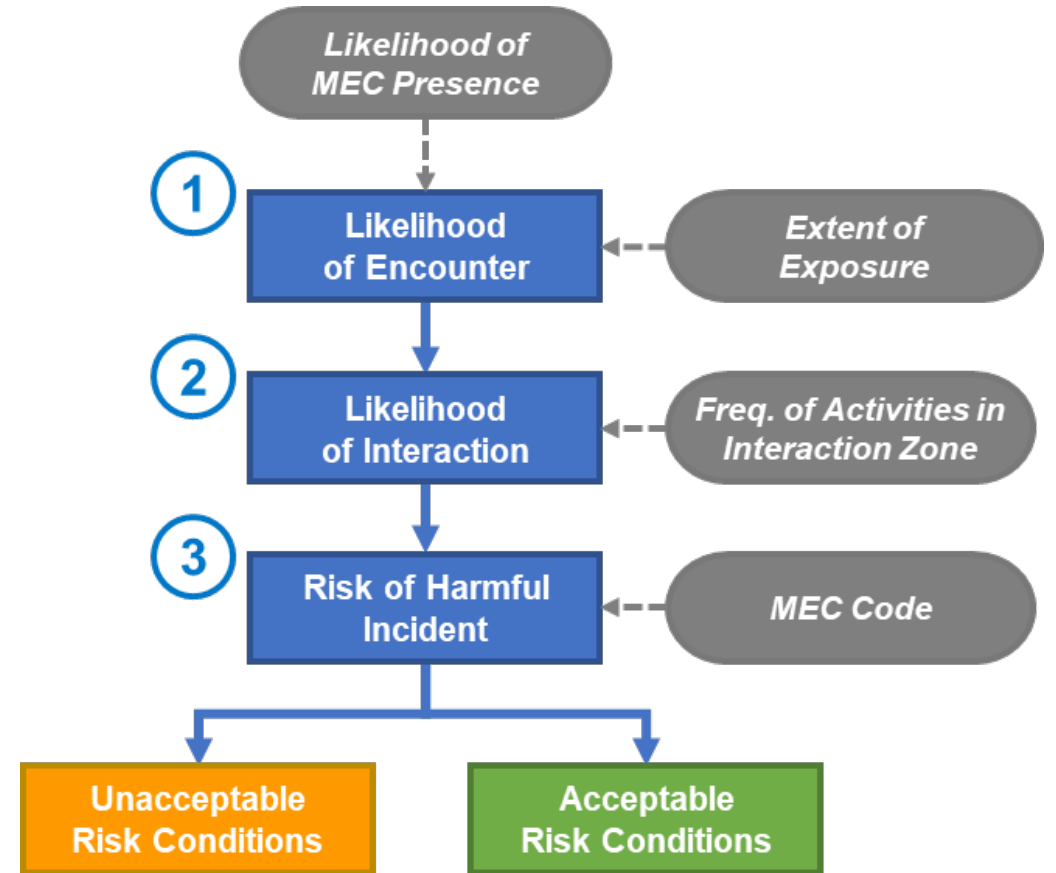 Likelihood of
MEC Presence
1
Likelihood
of Encounter
Extent of
Exposure
2
Likelihood
of Interaction
Freq. of Activities in
Interaction Zone
3
Risk of Harmful
Incident
MEC Code
Unacceptable
Risk Conditions
Acceptable
Risk Conditions